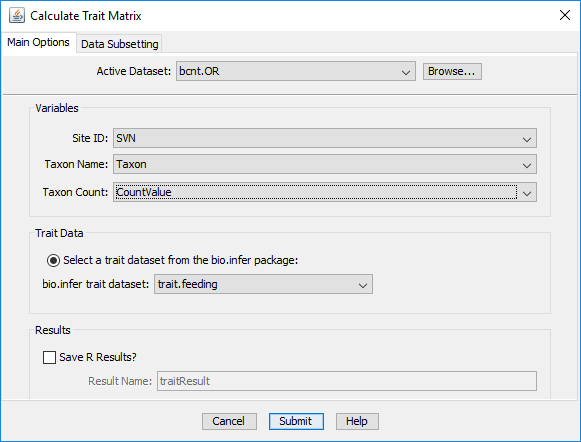 Calculate Trait Matrix
Main Options Data Subsetting
Active Dataset: bcnt.OR Browse...
Variables
Site ID: SVN
Taxon Name: Taxon
Taxon Count: CountValue
Trait Data
Select a trait dataset from the bio.infer package:
bio.infer trait dataset: trait.feeding
Results
Save R Results?
Result Name: traitResult
Cancel Submit Help